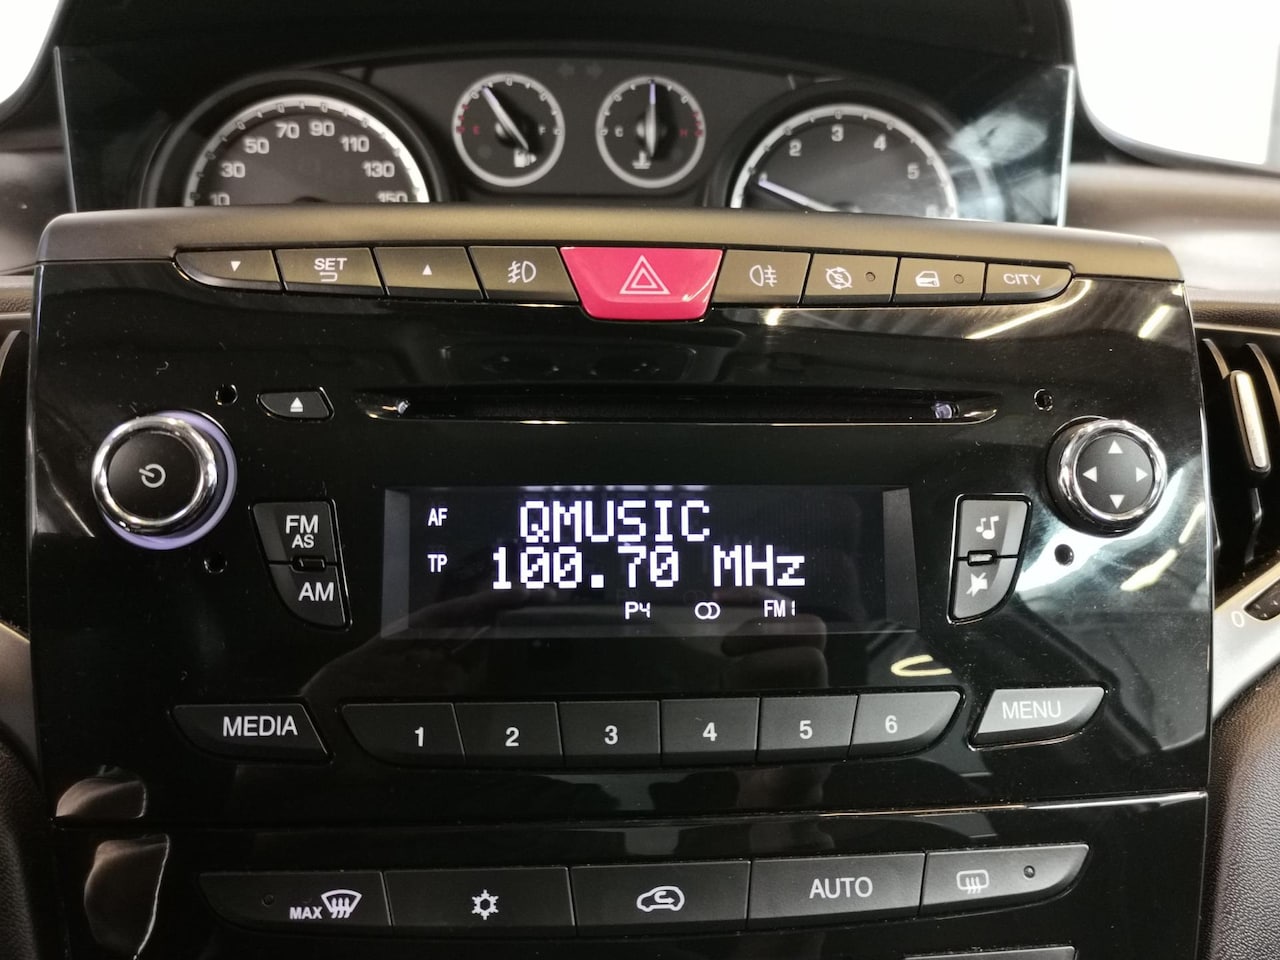 10 30 50 70 90 110 130 150
E F
C H
2 3 4 5
SET
CITY
FM
AS
AM
AF QMUSIC
TP 100.70 MHz
P4 FM1
MEDIA 1 2 3 4 5 6 MENU
0
MAX AUTO